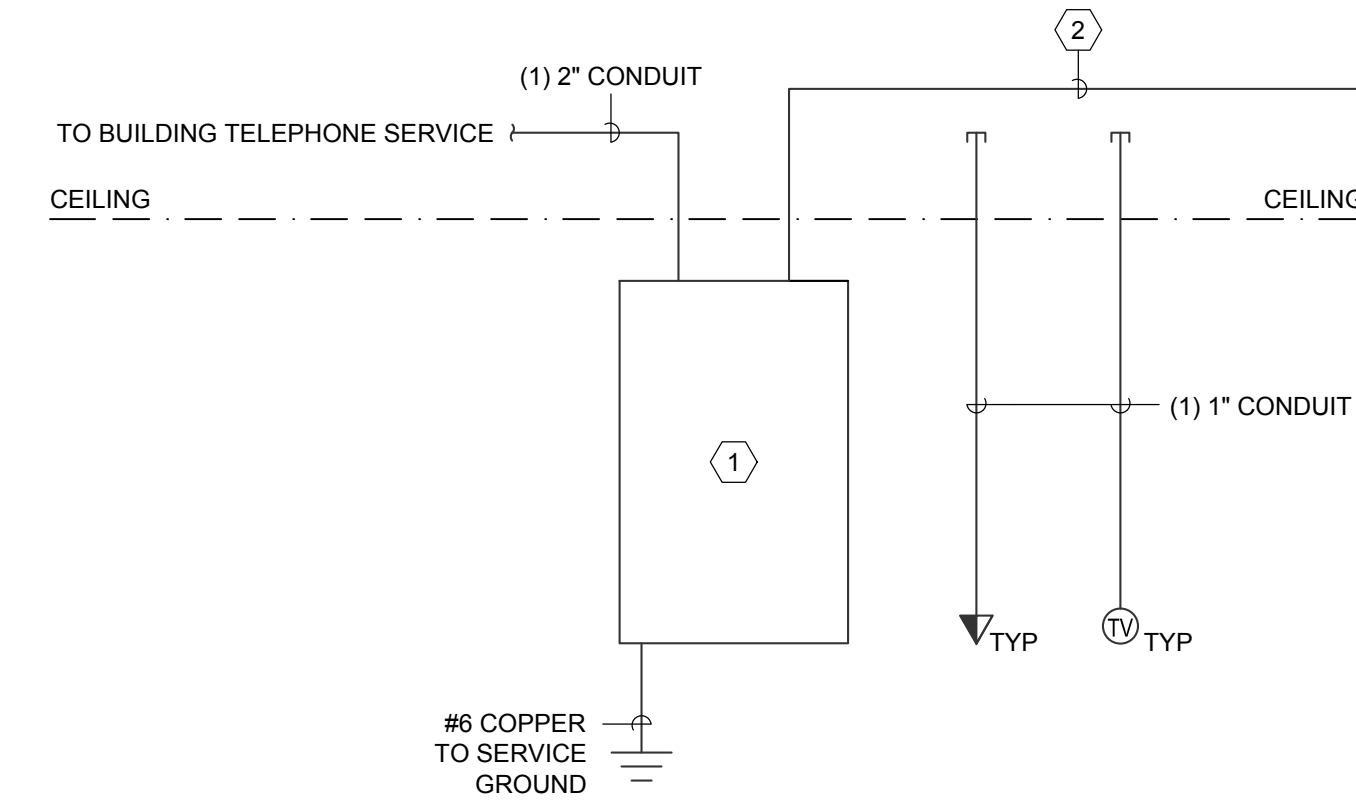 2
(1) 2" CONDUIT
TO BUILDING TELEPHONE SERVICE
CEILING
CEILING
(1) 1" CONDUIT
1
TYP
TV
TYP
#6 COPPER
TO SERVICE
GROUND